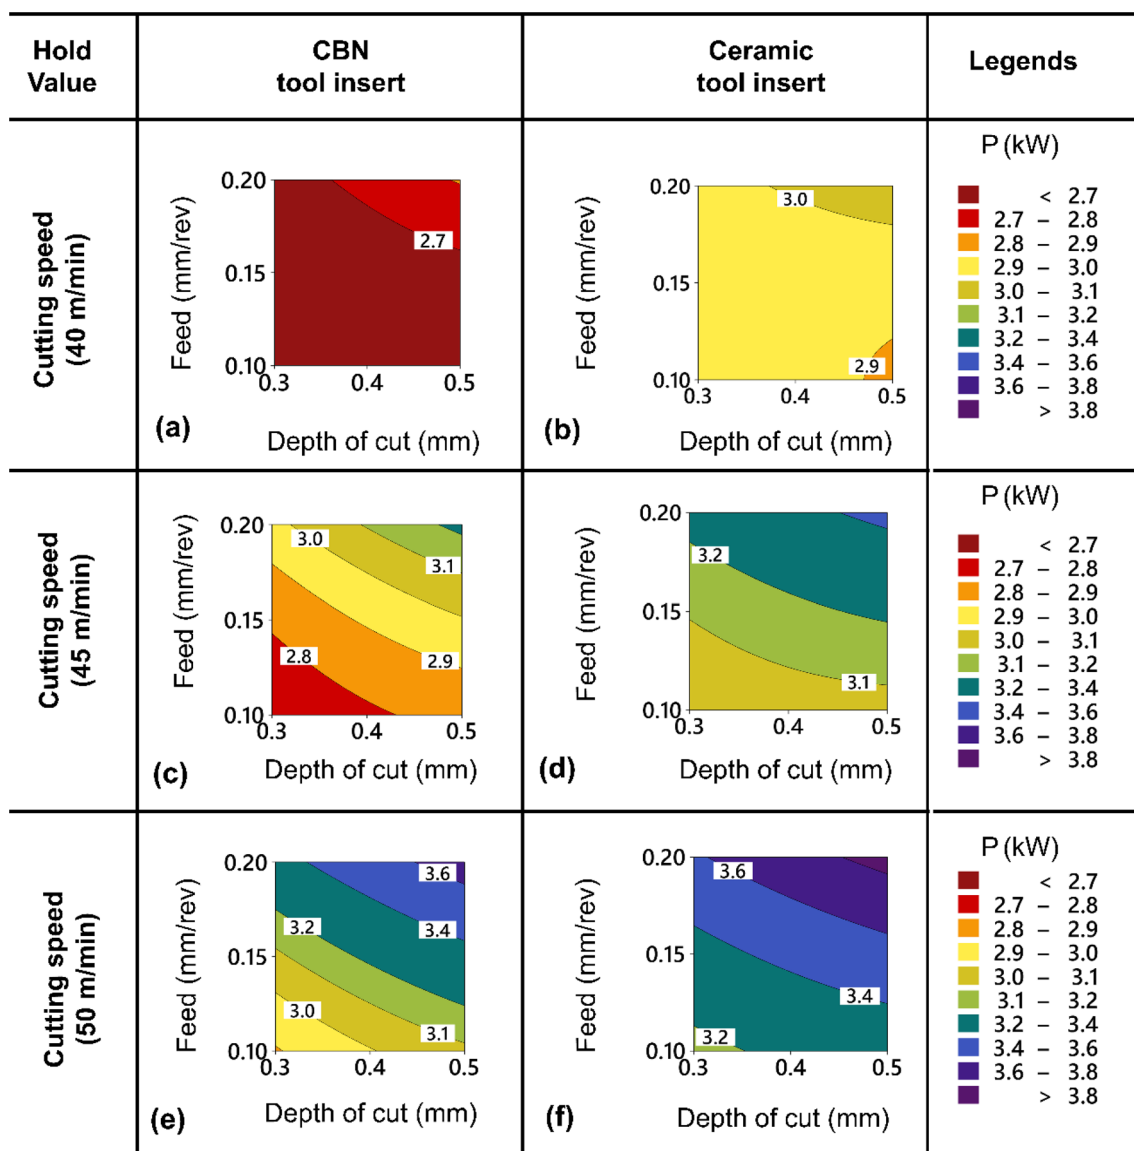 Hold
Value
CBN
tool insert
Ceramic
tool insert
Legends
Cutting speed
(40 m/min)
Feed (mm/rev)
0.20
0.15
0.10
2.7
0.3
0.4
0.5
(a)
Depth of cut (mm)
Feed (mm/rev)
0.20
0.15
0.10
3.0
2.9
0.3
0.4
0.5
(b)
Depth of cut (mm)
P (kW)
< 2.7
2.7 – 2.8
2.8 – 2.9
2.9 – 3.0
3.0 – 3.1
3.1 – 3.2
3.2 – 3.4
3.4 – 3.6
3.6 – 3.8
> 3.8
Cutting speed
(45 m/min)
Feed (mm/rev)
0.20
0.15
0.10
3.0
3.1
2.8
2.9
0.3
0.4
0.5
(c)
Depth of cut (mm)
Feed (mm/rev)
0.20
0.15
0.10
3.2
3.1
0.3
0.4
0.5
(d)
Depth of cut (mm)
P (kW)
< 2.7
2.7 – 2.8
2.8 – 2.9
2.9 – 3.0
3.0 – 3.1
3.1 – 3.2
3.2 – 3.4
3.4 – 3.6
3.6 – 3.8
> 3.8
Cutting speed
(50 m/min)
Feed (mm/rev)
0.20
0.15
0.10
3.6
3.2
3.4
3.0
3.1
0.3
0.4
0.5
(e)
Depth of cut (mm)
Feed (mm/rev)
0.20
0.15
0.10
3.6
3.4
3.2
0.3
0.4
0.5
(f)
Depth of cut (mm)
P (kW)
< 2.7
2.7 – 2.8
2.8 – 2.9
2.9 – 3.0
3.0 – 3.1
3.1 – 3.2
3.2 – 3.4
3.4 – 3.6
3.6 – 3.8
> 3.8